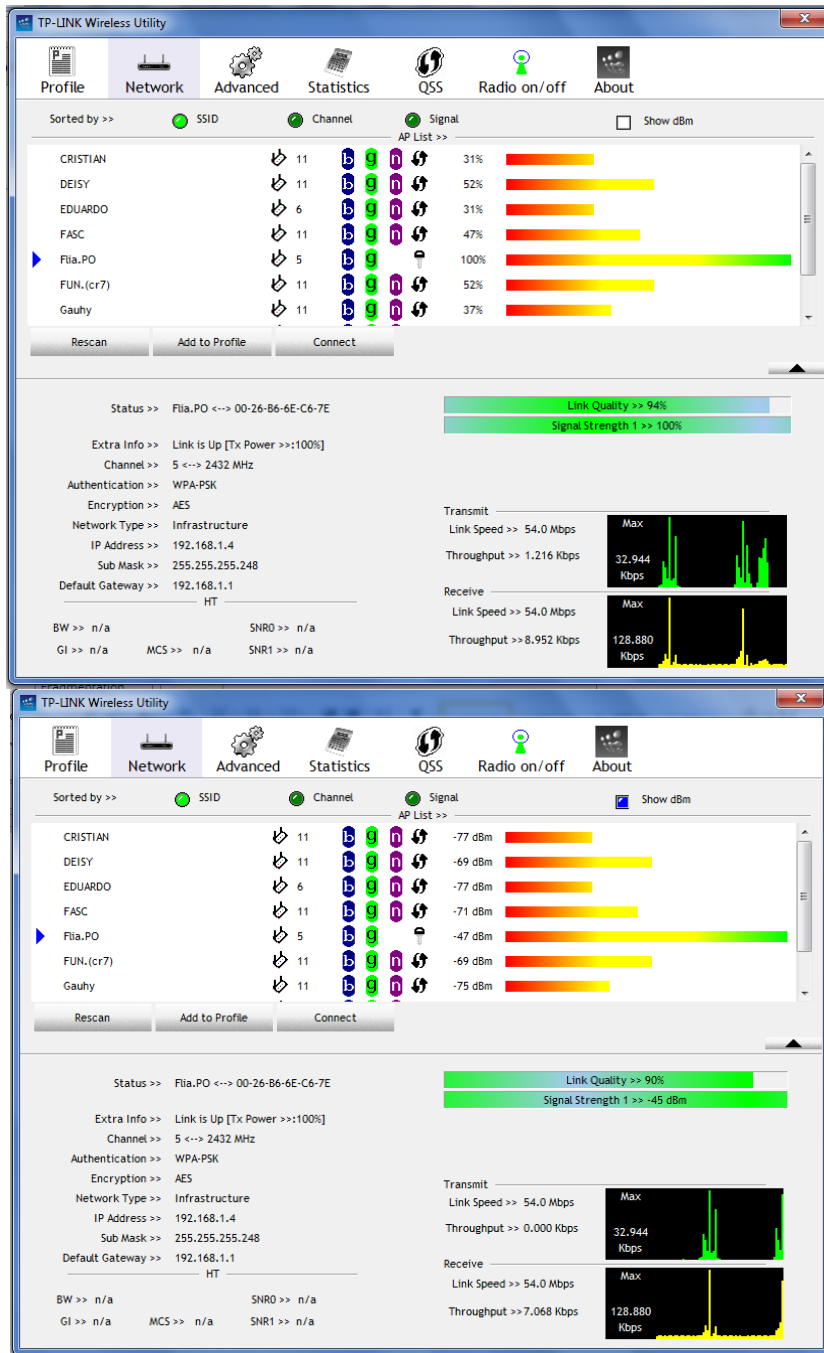 TP-LINK Wireless Utility
Profile Network Advanced Statistics QSS Radio on/off About
Sorted by >> SSID Channel Signal Show dBm
AP List >>
CRISTIAN 11 b g n 31%
DEISY 11 b g n 52%
EDUARDO 6 b g n 31%
FASC 11 b g n 47%
Flia.PO 5 b g 100%
FUN.(cr7) 11 b g n 52%
Gauhy 11 b g n 37%
Rescan Add to Profile Connect
Status >> Flia.PO <--> 00-26-B6-6E-C6-7E
Extra Info >> Link is Up [Tx Power >>:100%]
Channel >> 5 <--> 2432 MHz
Authentication >> WPA-PSK
Encryption >> AES
Network Type >> Infrastructure
IP Address >> 192.168.1.4
Sub Mask >> 255.255.255.248
Default Gateway >> 192.168.1.1
HT
BW >> n/a SNR0 >> n/a
GI >> n/a MCS >> n/a SNR1 >> n/a
Link Quality >> 94%
Signal Strength 1 >> 100%
Transmit
Link Speed >> 54.0 Mbps
Throughput >> 1.216 Kbps
Max
32.944
Kbps
Receive
Link Speed >> 54.0 Mbps
Throughput >> 8.952 Kbps
Max
128.880
Kbps
Fragmentation
TP-LINK Wireless Utility
Profile Network Advanced Statistics QSS Radio on/off About
Sorted by >> SSID Channel Signal Show dBm
AP List >>
CRISTIAN 11 b g n -77 dBm
DEISY 11 b g n -69 dBm
EDUARDO 6 b g n -77 dBm
FASC 11 b g n -71 dBm
Flia.PO 5 b g -47 dBm
FUN.(cr7) 11 b g n -69 dBm
Gauhy 11 b g n -75 dBm
Rescan Add to Profile Connect
Status >> Flia.PO <--> 00-26-B6-6E-C6-7E
Extra Info >> Link is Up [Tx Power >>:100%]
Channel >> 5 <--> 2432 MHz
Authentication >> WPA-PSK
Encryption >> AES
Network Type >> Infrastructure
IP Address >> 192.168.1.4
Sub Mask >> 255.255.255.248
Default Gateway >> 192.168.1.1
HT
BW >> n/a SNR0 >> n/a
GI >> n/a MCS >> n/a SNR1 >> n/a
Link Quality >> 90%
Signal Strength 1 >> -45 dBm
Transmit
Link Speed >> 54.0 Mbps
Throughput >> 0.000 Kbps
Max
32.944
Kbps
Receive
Link Speed >> 54.0 Mbps
Throughput >> 7.068 Kbps
Max
128.880
Kbps